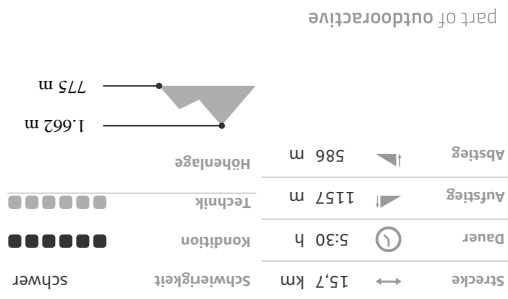 Strecke 15,7 km
Dauer 5:30 h
Aufstieg 1157 m
Abstieg 586 m
Schwierigkeit schwer
Kondition
Technik
Höhenlage
1.662 m
775 m
part of outdooractive